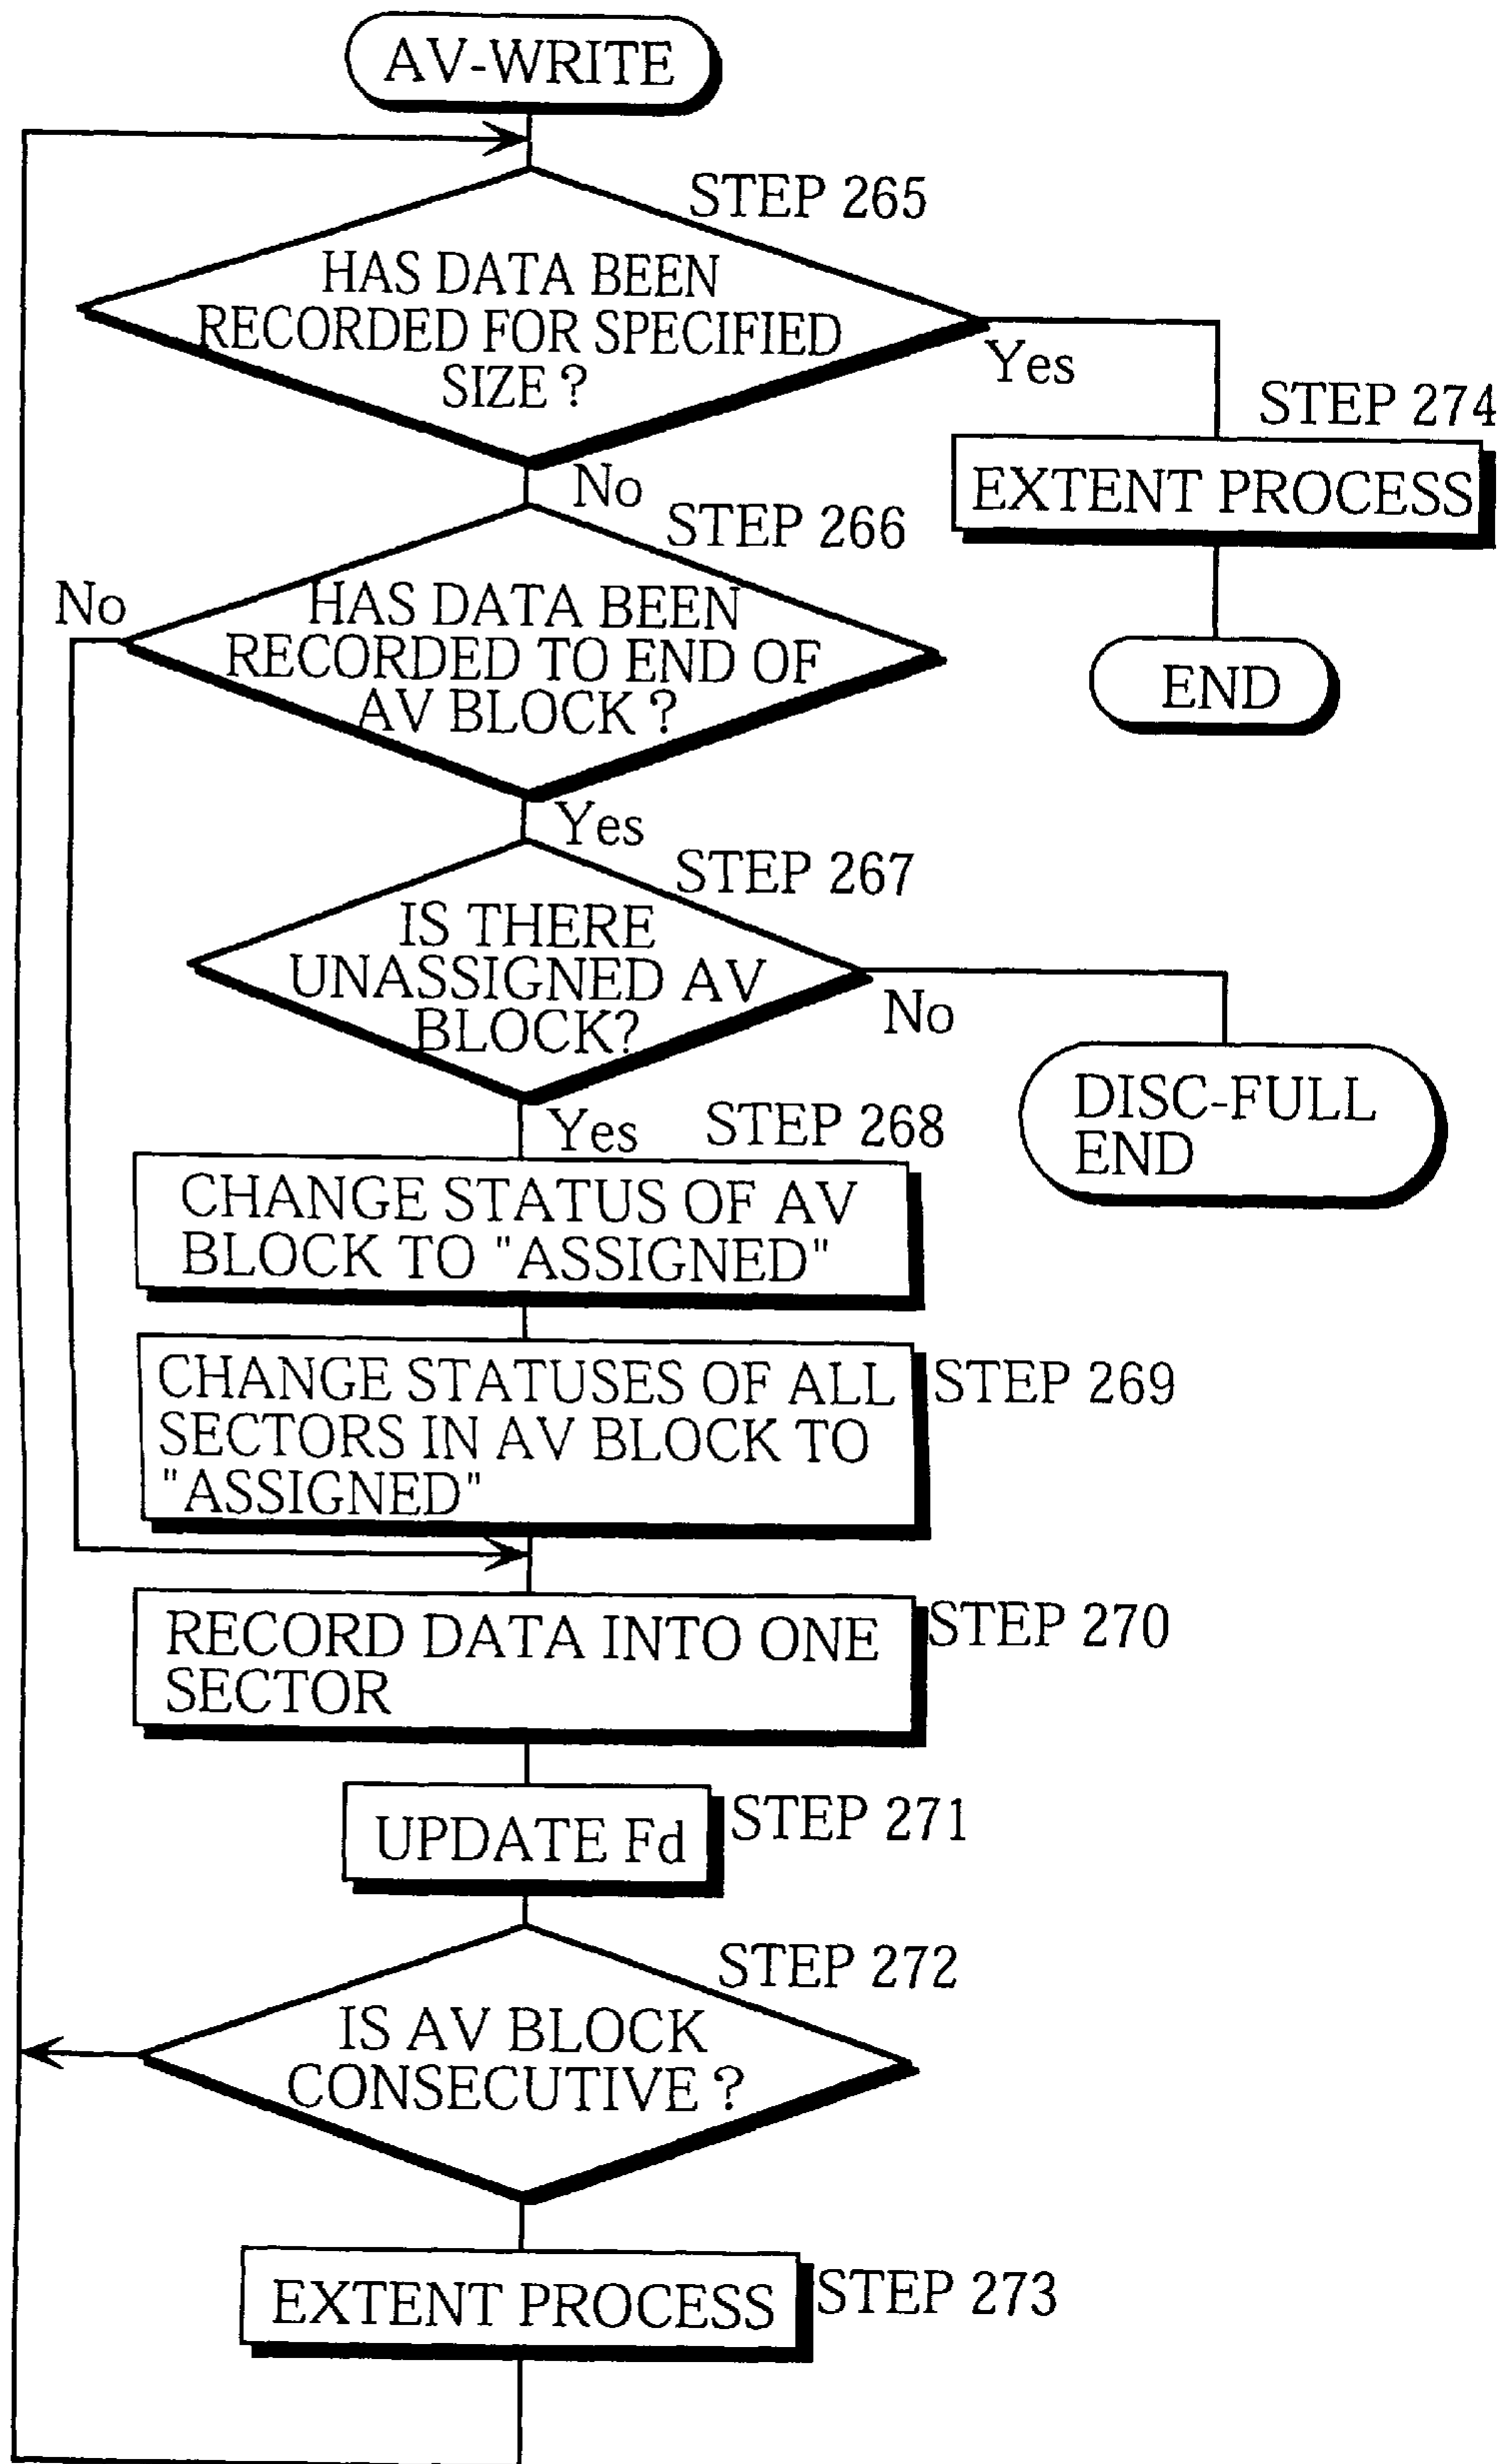 AV-WRITE
STEP 265
HAS DATA BEEN
RECORDED FOR SPECIFIED
SIZE ?
Yes
STEP 274
EXTENT PROCESS
END
No
STEP 266
No
HAS DATA BEEN
RECORDED TO END OF
AV BLOCK ?
Yes
STEP 267
IS THERE
UNASSIGNED AV
BLOCK?
No
DISC-FULL
END
Yes
STEP 268
CHANGE STATUS OF AV
BLOCK TO "ASSIGNED"
CHANGE STATUSES OF ALL
SECTORS IN AV BLOCK TO
"ASSIGNED"
STEP 269
RECORD DATA INTO ONE
SECTOR
STEP 270
UPDATE Fd
STEP 271
STEP 272
IS AV BLOCK
CONSECUTIVE ?
EXTENT PROCESS
STEP 273